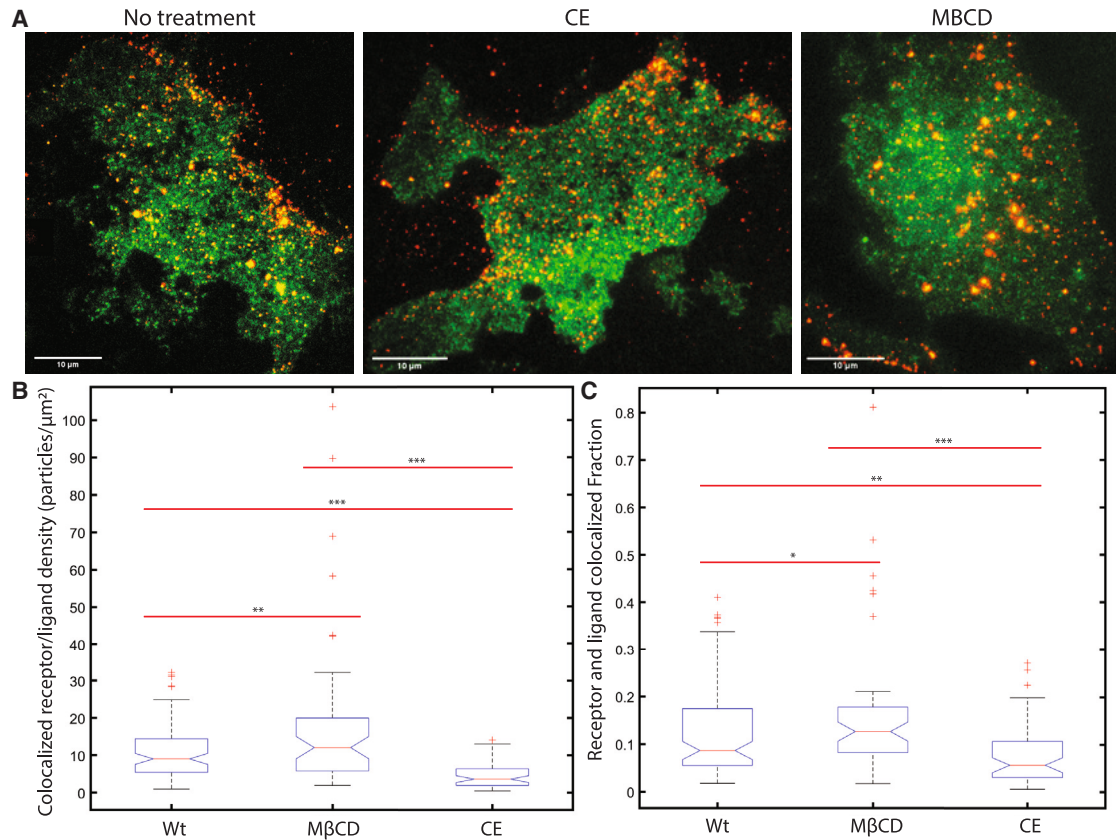 A
No treatment
CE
MBCD
10 µm
10 µm
10 µm
B
Colocalized receptor/ligand density (particles/µm²)
100
90
80
70
60
50
40
30
20
10
0
***
***
**
Wt
MβCD
CE
C
Receptor and ligand colocalized Fraction
0.8
0.7
0.6
0.5
0.4
0.3
0.2
0.1
0
***
**
*
Wt
MβCD
CE